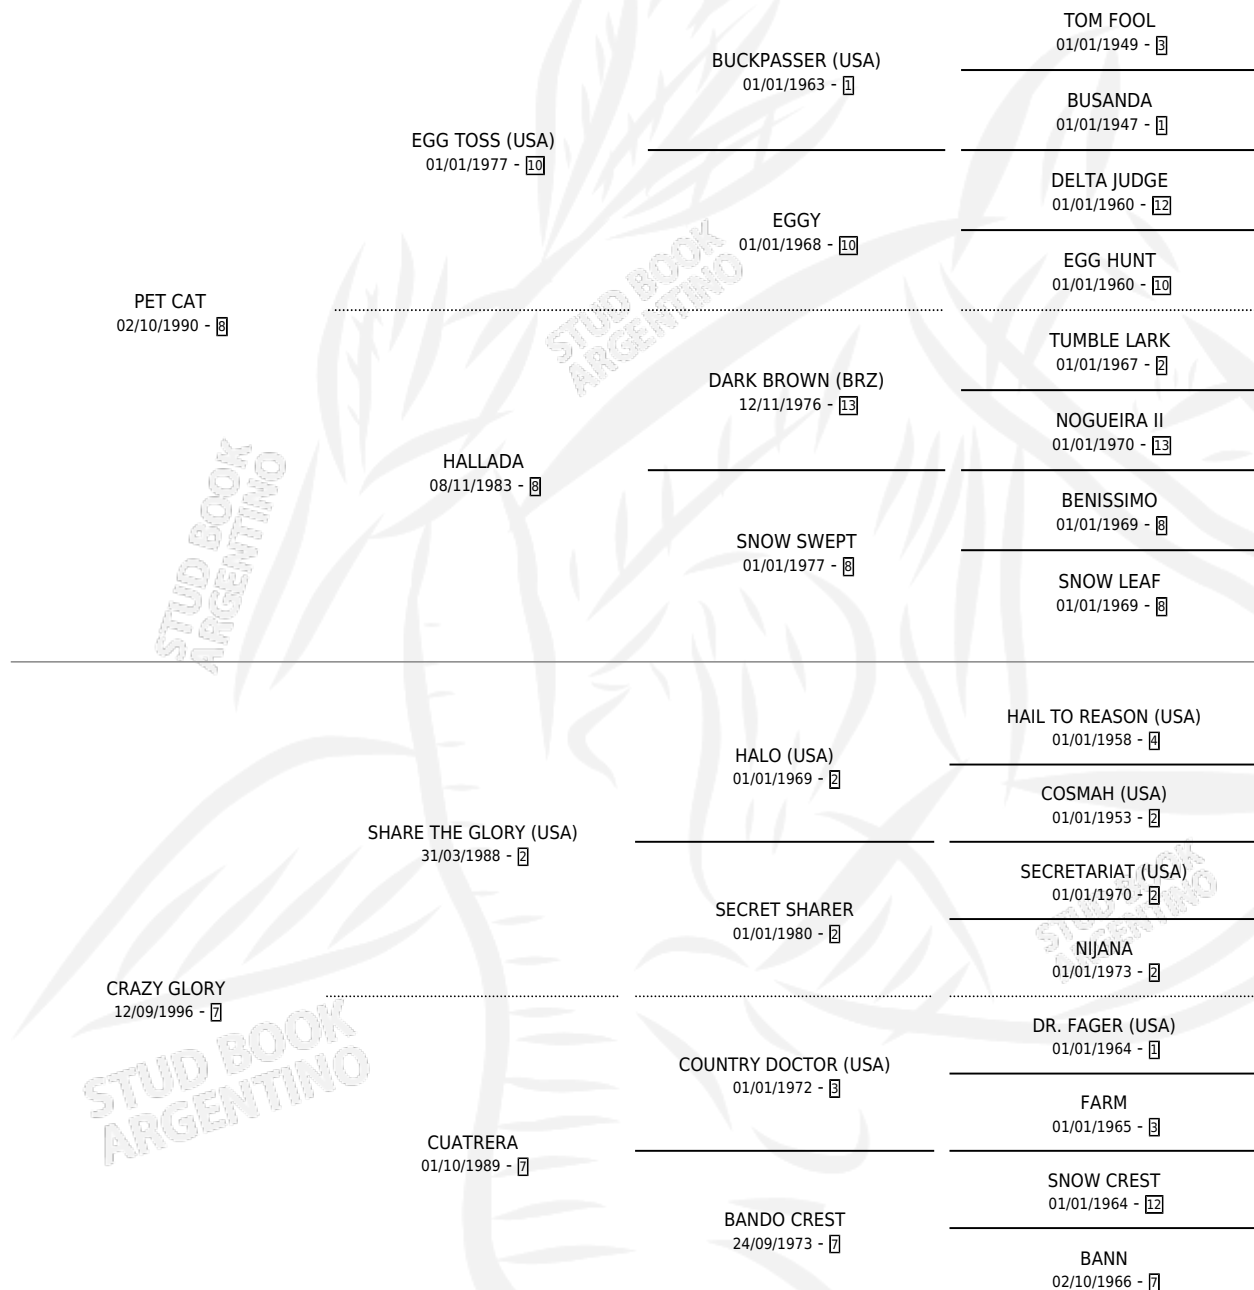 TOM FOOL
01/01/1949 - 3
BUCKPASSER (USA)
01/01/1963 - 1
BUSANDA
01/01/1947 - 1
EGG TOSS (USA)
01/01/1977 - 10
DELTA JUDGE
01/01/1960 - 12
EGGY
01/01/1968 - 10
EGG HUNT
01/01/1960 - 10
PET CAT
02/10/1990 - 8
STUD BOOK
ARGENTINO
TUMBLE LARK
01/01/1967 - 2
DARK BROWN (BRZ)
12/11/1976 - 13
NOGUEIRA II
01/01/1970 - 13
HALLADA
08/11/1983 - 8
BENISSIMO
01/01/1969 - 8
SNOW SWEPT
01/01/1977 - 8
SNOW LEAF
01/01/1969 - 8
STUD BOOK
ARGENTINO
HAIL TO REASON (USA)
01/01/1958 - 4
HALO (USA)
01/01/1969 - 2
COSMAH (USA)
01/01/1953 - 2
SHARE THE GLORY (USA)
31/03/1988 - 2
SECRETARIAT (USA)
01/01/1970 - 2
STUD BOOK
ARGENTINO
SECRET SHARER
01/01/1980 - 2
NIJANA
01/01/1973 - 2
CRAZY GLORY
12/09/1996 - 7
STUD BOOK
ARGENTINO
DR. FAGER (USA)
01/01/1964 - 1
COUNTRY DOCTOR (USA)
01/01/1972 - 3
FARM
01/01/1965 - 3
CUATRERA
01/10/1989 - 7
SNOW CREST
01/01/1964 - 12
BANDO CREST
24/09/1973 - 7
BANN
02/10/1966 - 7